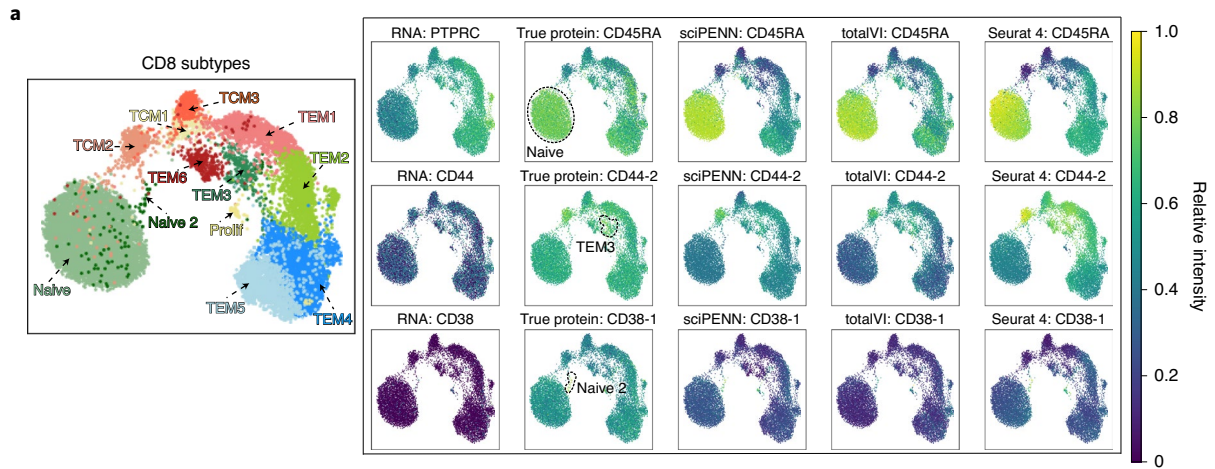 a
CD8 subtypes
TCM3
TCM1
TEM1
TCM2
TEM2
TEM6
TEM3
Naive 2
Prolif
Naive
TEM5
TEM4
RNA: PTPRC
True protein: CD45RA
sciPENN: CD45RA
totalVI: CD45RA
Seurat 4: CD45RA
Naive
RNA: CD44
True protein: CD44-2
sciPENN: CD44-2
totalVI: CD44-2
Seurat 4: CD44-2
TEM3
RNA: CD38
True protein: CD38-1
sciPENN: CD38-1
totalVI: CD38-1
Seurat 4: CD38-1
Naive 2
1.0
0.8
0.6
0.4
0.2
0
Relative intensity